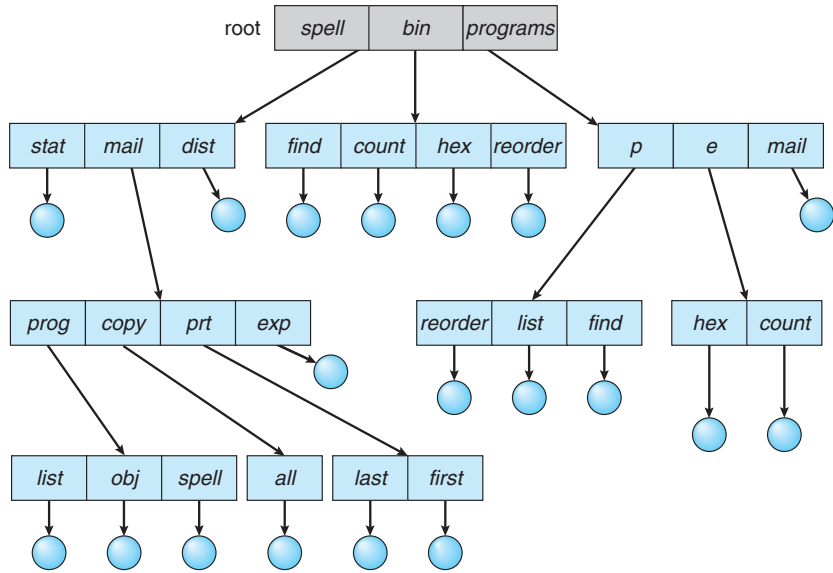 root spell bin programs
stat mail dist find count hex reorder p e mail
prog copy prt exp reorder list find hex count
list obj spell all last first